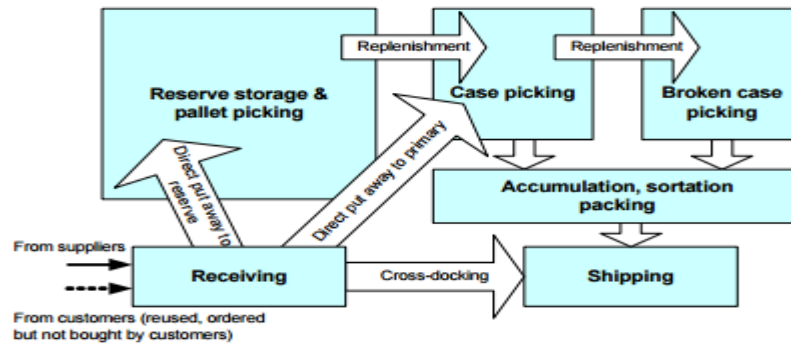 Reserve storage &
pallet picking
Replenishment
Case picking
Replenishment
Broken case
picking
Direct put away to
reserve
Direct put away to primary
Accumulation, sortation
packing
From suppliers
Receiving
Cross-docking
Shipping
From customers (reused, ordered
but not bought by customers)